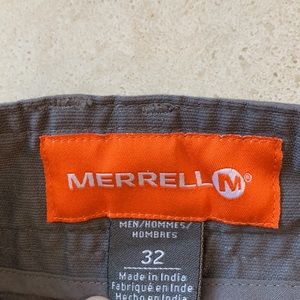 MERRELL M®
MEN/HOMMES/
HOMBRES
32
Made in India
Fabriqué en Inde
Hecho en India